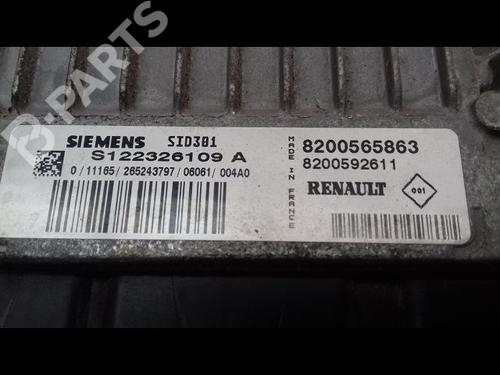 B-PARTS
SIEMENS SID301
S122326109 A
0/11165/265243797/06061/004A0
MADE IN FRANCE
8200565863
8200592611
RENAULT
001